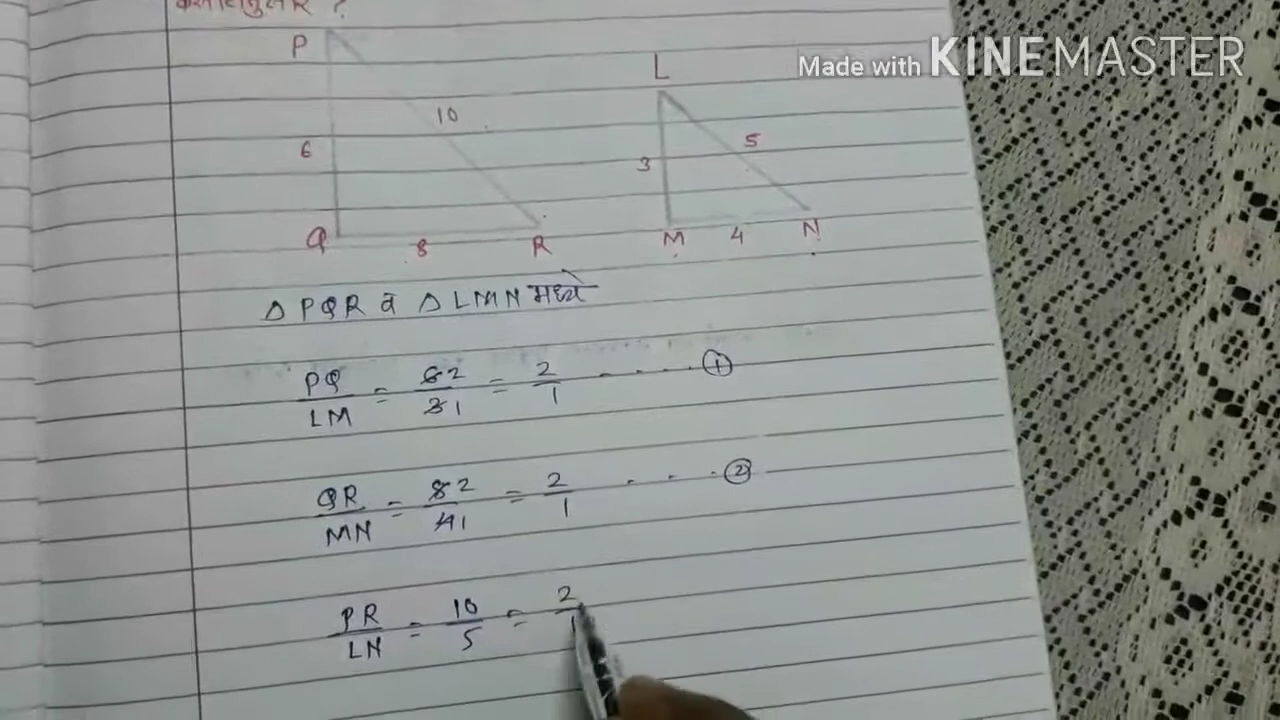 P
L
Made with KINEMASTER
10
6
5
3
Q 8 R
M 4 N
Δ PQR व Δ LMN मध्ये
PQ/LM = 6 2/3 1 = 2/1 - - - - - ①
QR/MN = 8 2/4 1 = 2/1 - - - - ②
PR/LN = 10/5 = 2/1